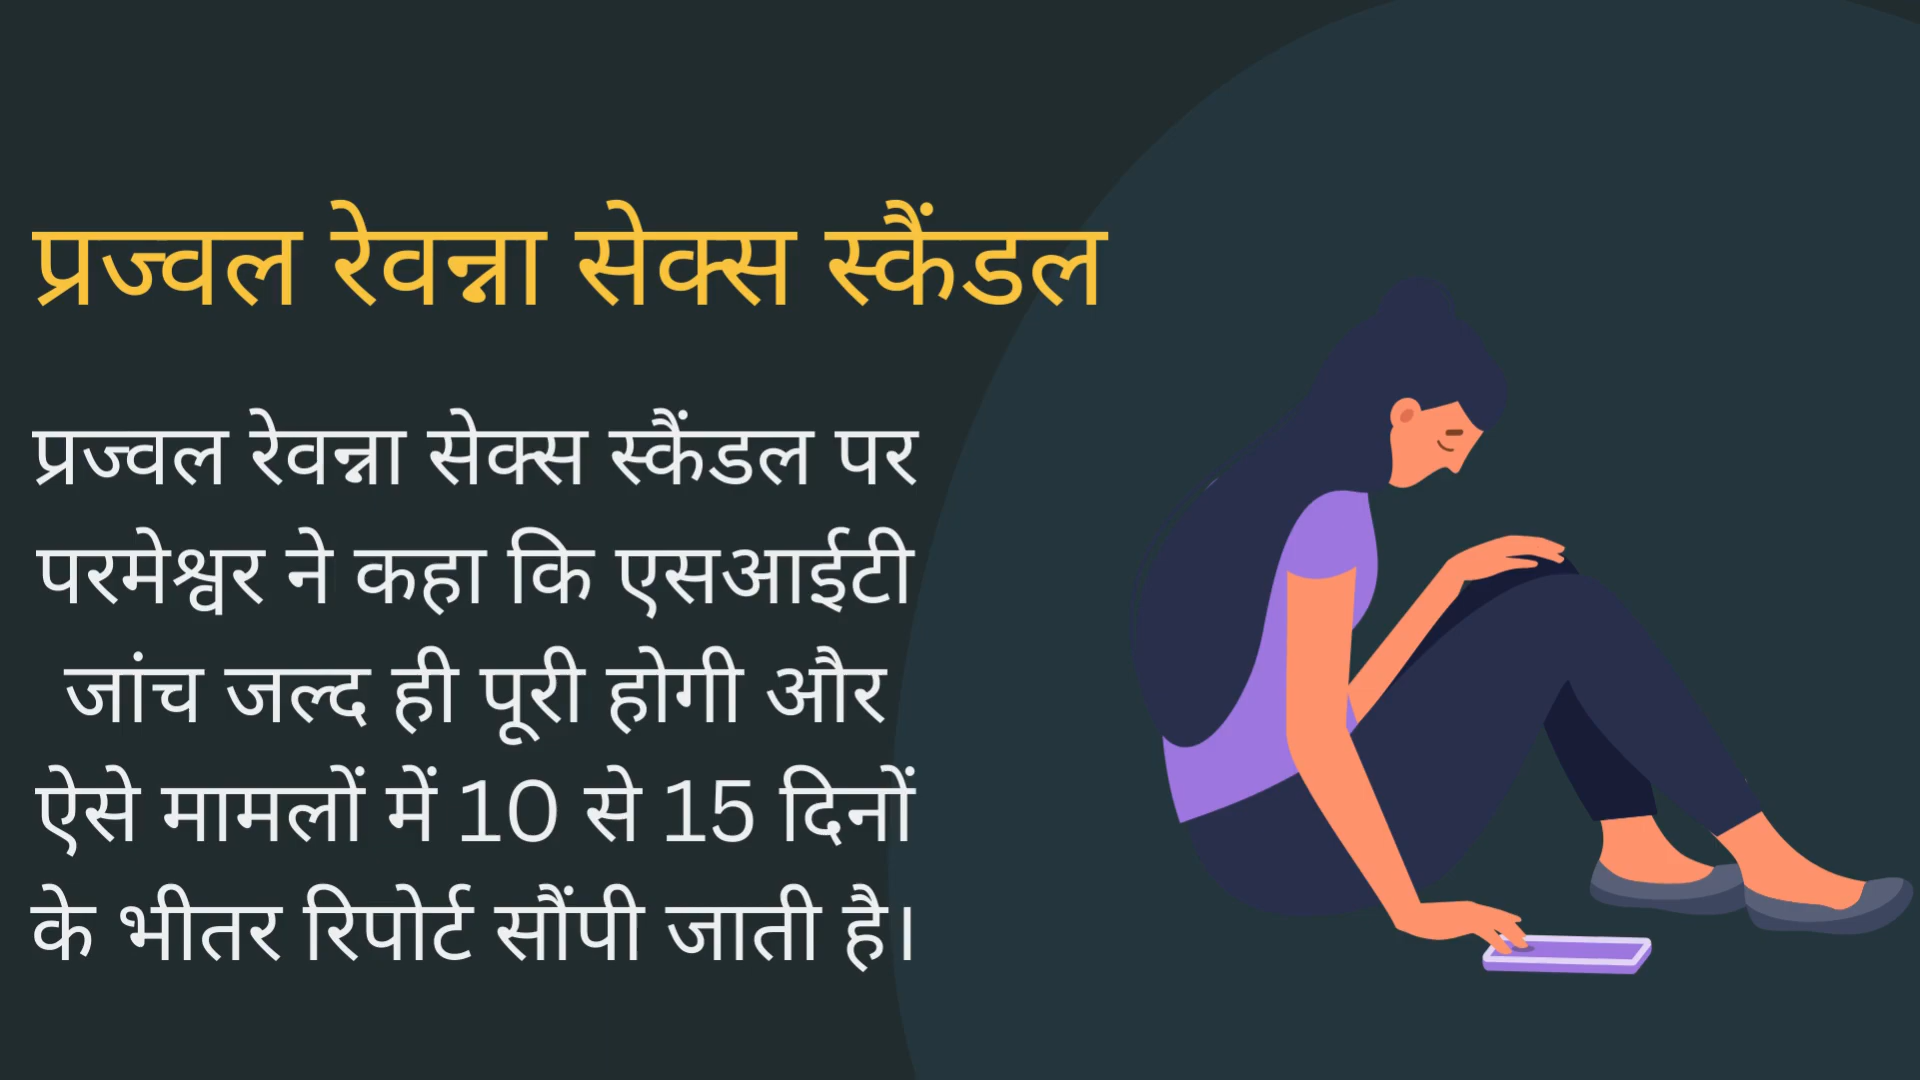 प्रज्वल रेवन्ना सेक्स स्कैंडल
प्रज्वल रेवन्ना सेक्स स्कैंडल पर
परमेश्वर ने कहा कि एसआईटी
जांच जल्द ही पूरी होगी और
ऐसे मामलों में 10 से 15 दिनों
के भीतर रिपोर्ट सौंपी जाती है।